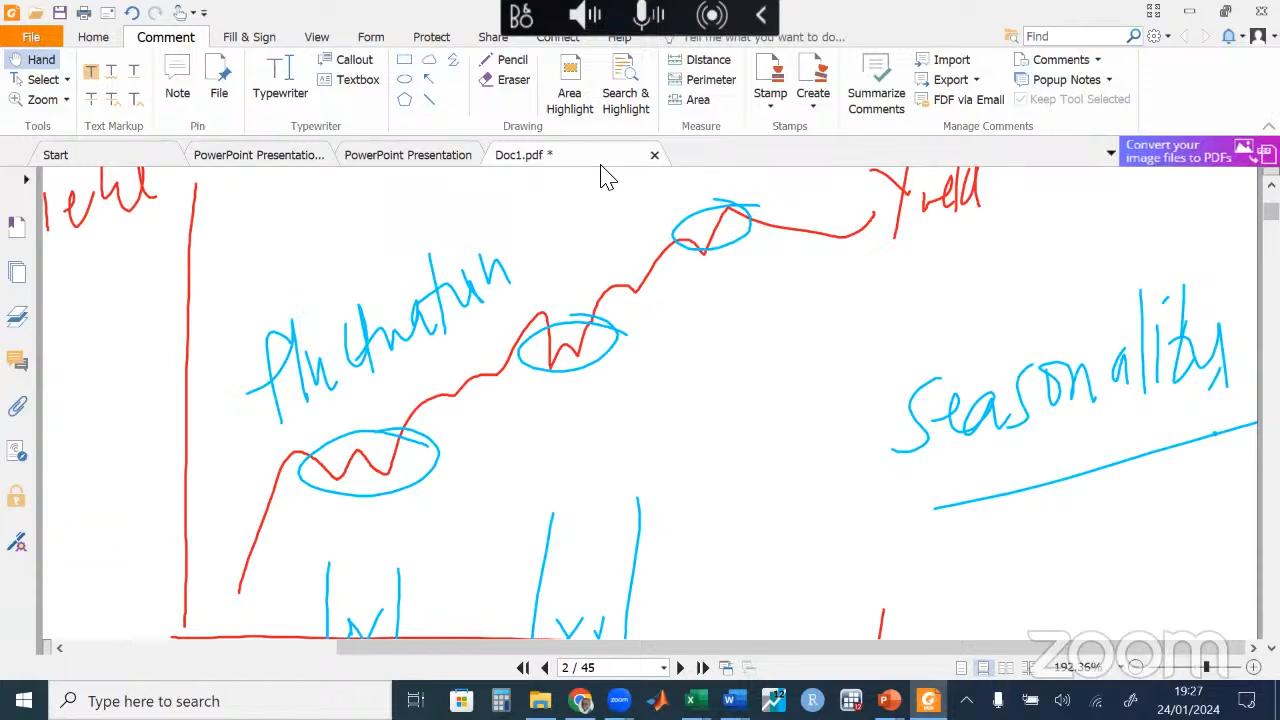 File
Home
Comment
Fill & Sign
View
Form
Protect
Share
Connect
Help
Tell me what you want to do...
Find
Hand
Select
Zoom
Tools
Text Markup
Note
File
Pin
Typewriter
Callout
Textbox
Typewriter
Pencil
Eraser
Area Highlight
Search & Highlight
Drawing
Distance
Perimeter
Area
Measure
Stamp
Create
Stamps
Summarize Comments
Import
Export
FDF via Email
Comments
Popup Notes
Keep Tool Selected
Manage Comments
Start
PowerPoint Presentatio...
PowerPoint Presentation
Doc1.pdf *
Convert your
image files to PDFs
Yield
fluctuation
seasonality
zoom
2 / 45
192.36%
Type here to search
19:27
24/01/2024